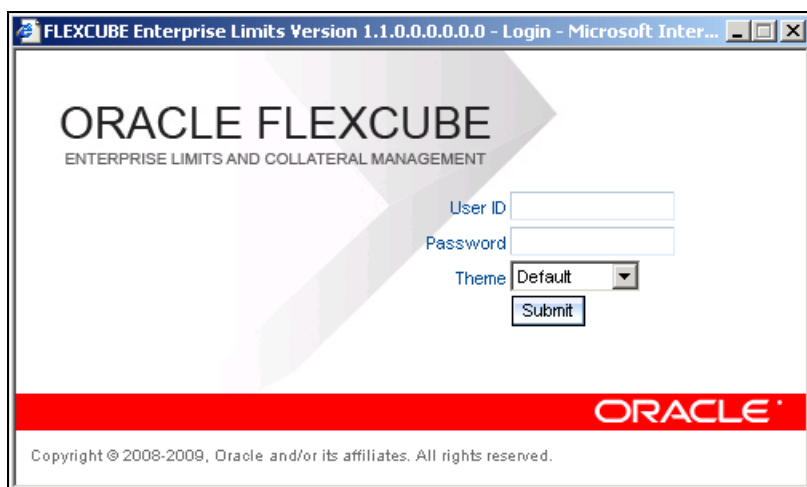 FLEXCUBE Enterprise Limits Version 1.1.0.0.0.0.0.0 - Login - Microsoft Inter...
ORACLE FLEXCUBE
ENTERPRISE LIMITS AND COLLATERAL MANAGEMENT
User ID
Password
Theme Default
Submit
ORACLE
Copyright © 2008-2009, Oracle and/or its affiliates. All rights reserved.